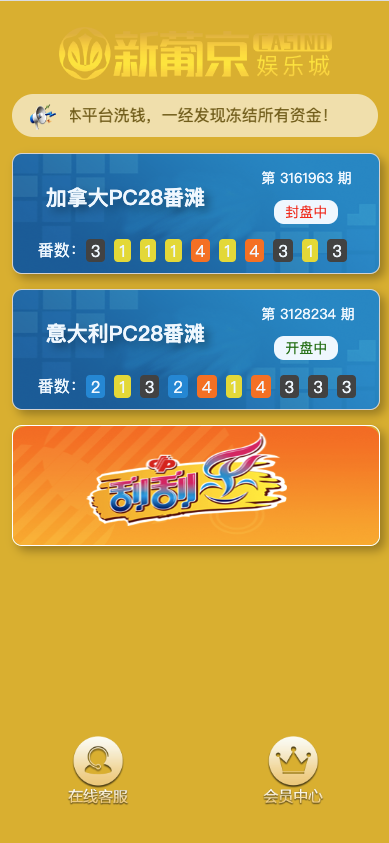 新葡京 CASINO 娱乐城
本平台洗钱，一经发现冻结所有资金！
第 3161963 期
加拿大PC28番滩
封盘中
番数：3 1 1 1 4 1 4 3 1 3
第 3128234 期
意大利PC28番滩
开盘中
番数：2 1 3 2 4 1 4 3 3 3
刮刮乐
在线客服
会员中心